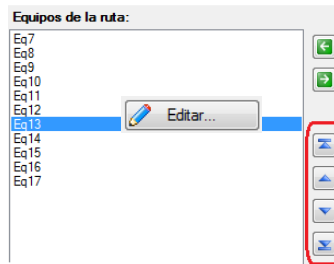 Equipos de la ruta:
Eq7
Eq8
Eq9
Eq10
Eq11
Eq12
Editar...
Eq13
Eq14
Eq15
Eq16
Eq17